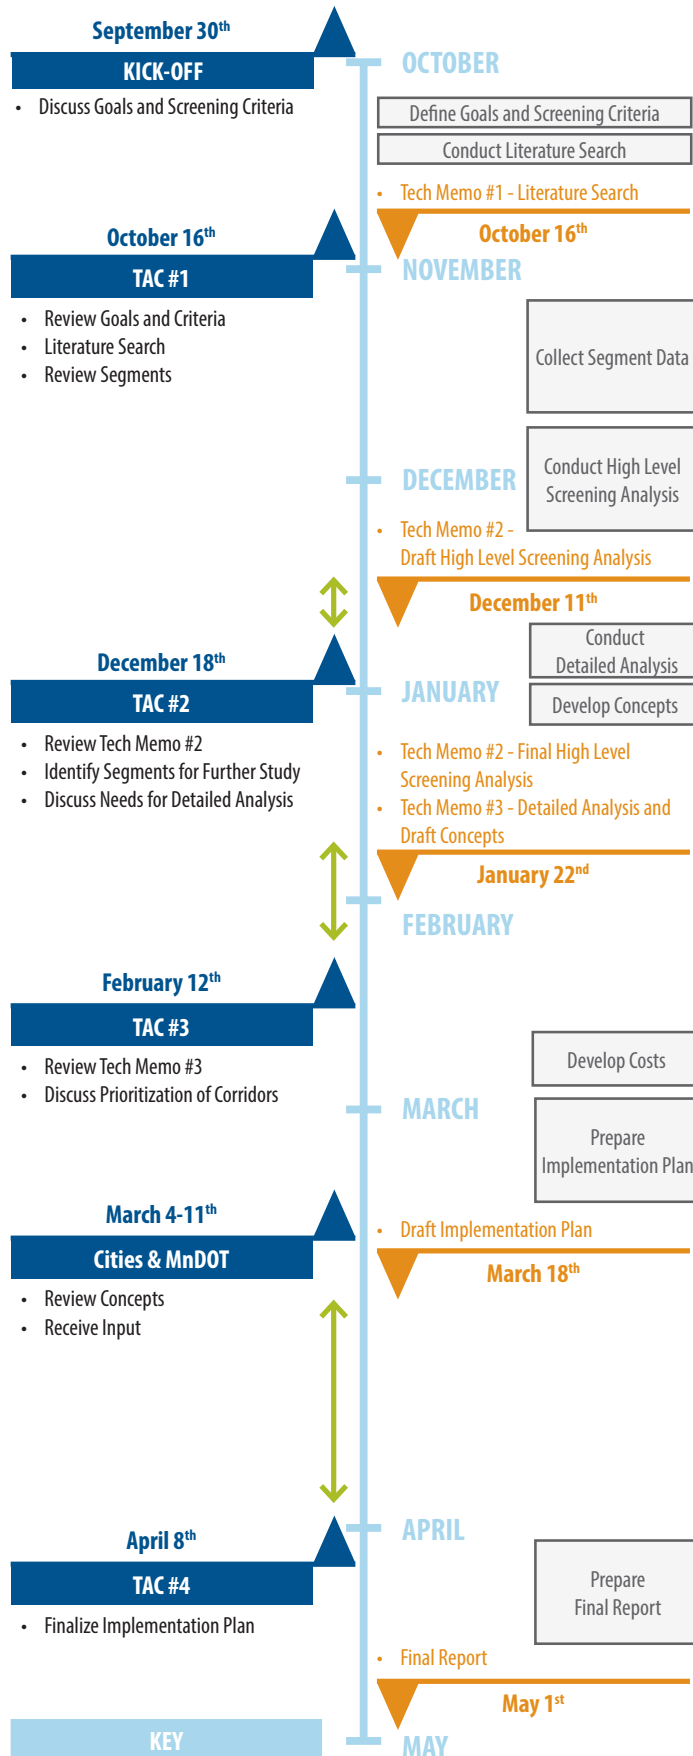 September 30th
KICK-OFF
• Discuss Goals and Screening Criteria
OCTOBER
Define Goals and Screening Criteria
Conduct Literature Search
• Tech Memo #1 - Literature Search
October 16th
October 16th
TAC #1
• Review Goals and Criteria
• Literature Search
• Review Segments
NOVEMBER
Collect Segment Data
Conduct High Level
Screening Analysis
DECEMBER
• Tech Memo #2 -
Draft High Level Screening Analysis
December 11th
December 18th
TAC #2
• Review Tech Memo #2
• Identify Segments for Further Study
• Discuss Needs for Detailed Analysis
Conduct
Detailed Analysis
JANUARY
Develop Concepts
• Tech Memo #2 - Final High Level
Screening Analysis
• Tech Memo #3 - Detailed Analysis and
Draft Concepts
January 22nd
FEBRUARY
February 12th
TAC #3
• Review Tech Memo #3
• Discuss Prioritization of Corridors
Develop Costs
MARCH
Prepare
Implementation Plan
March 4-11th
Cities & MnDOT
• Review Concepts
• Receive Input
• Draft Implementation Plan
March 18th
April 8th
TAC #4
• Finalize Implementation Plan
APRIL
Prepare
Final Report
• Final Report
May 1st
KEY
MAY